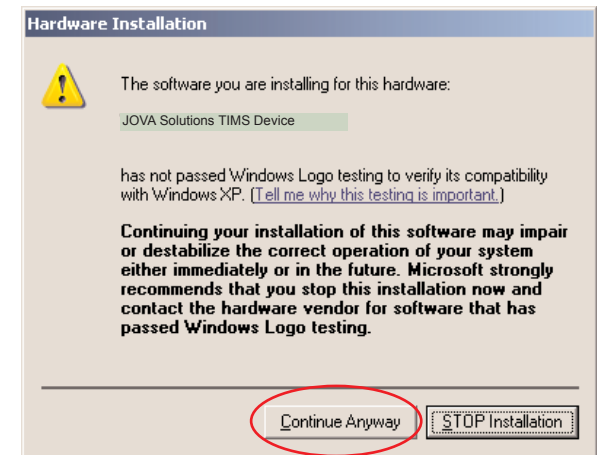 Hardware Installation
The software you are installing for this hardware:
JOVA Solutions TIMS Device
has not passed Windows Logo testing to verify its compatibility
with Windows XP. (Tell me why this testing is important.)
Continuing your installation of this software may impair
or destabilize the correct operation of your system
either immediately or in the future. Microsoft strongly
recommends that you stop this installation now and
contact the hardware vendor for software that has
passed Windows Logo testing.
Continue Anyway STOP Installation